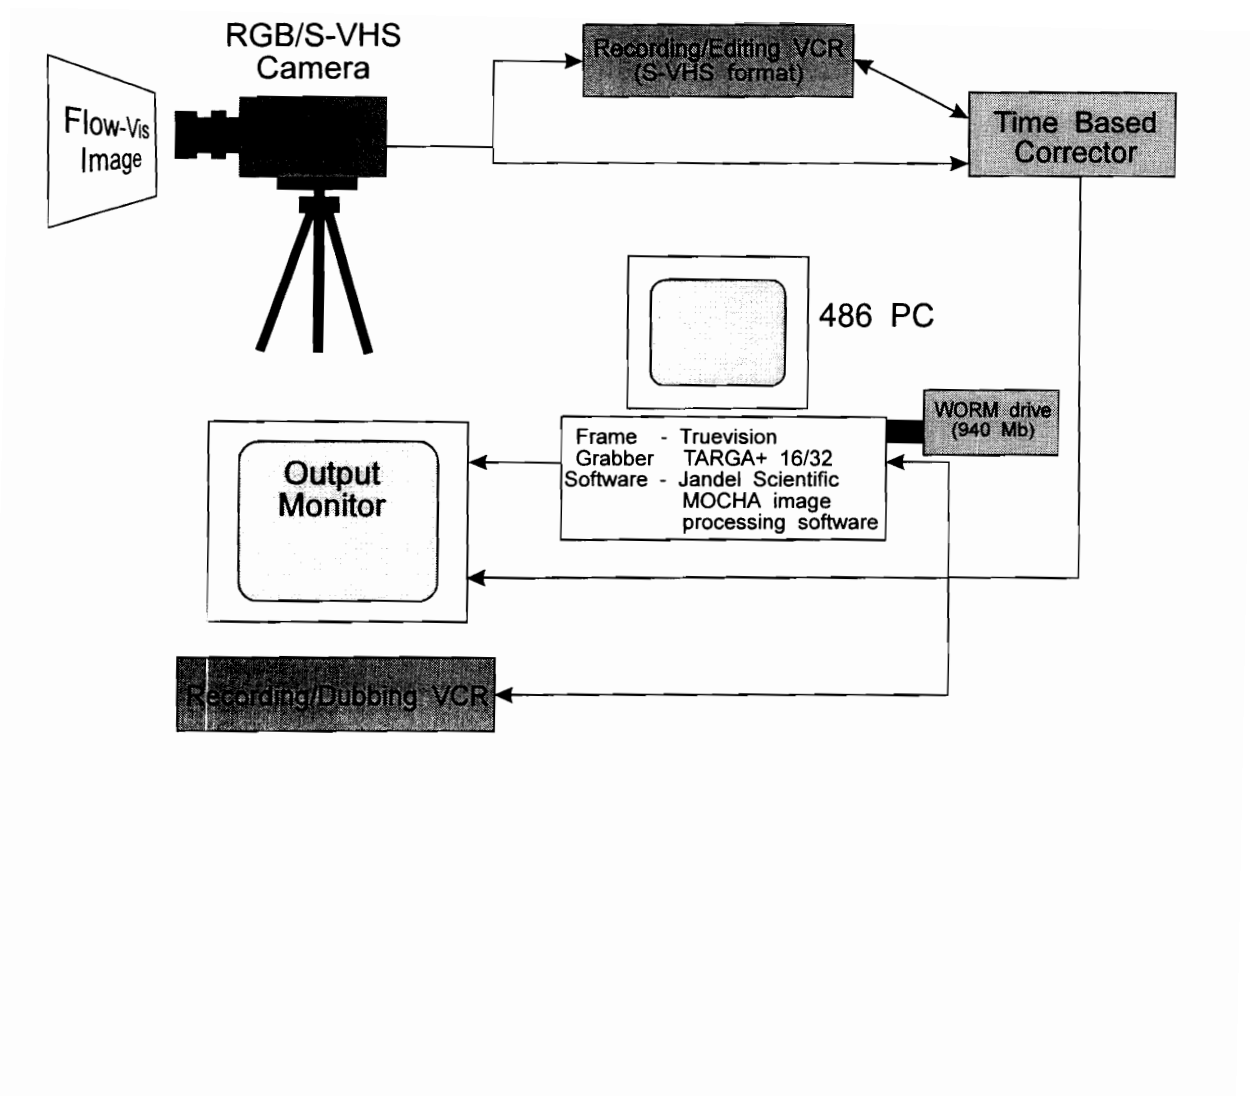 RGB/S-VHS
Camera
Recording/Editing VCR
(S-VHS format)
Flow-Vis
Image
Time Based
Corrector
486 PC
WORM drive
(940 Mb)
Frame - Truevision
Grabber TARGA+ 16/32
Software - Jandel Scientific
MOCHA image
processing software
Output
Monitor
Recording/Dubbing VCR